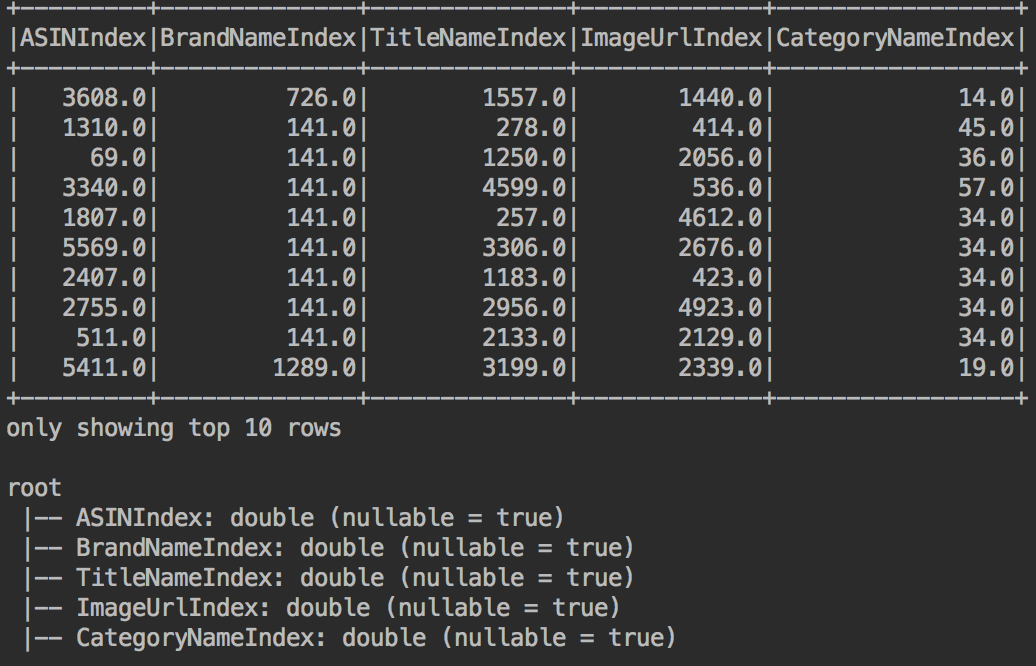 +---------+--------------+--------------+-------------+-----------------+
|ASINIndex|BrandNameIndex|TitleNameIndex|ImageUrlIndex|CategoryNameIndex|
+---------+--------------+--------------+-------------+-----------------+
|   3608.0|         726.0|        1557.0|       1440.0|             14.0|
|   1310.0|         141.0|         278.0|        414.0|             45.0|
|     69.0|         141.0|        1250.0|       2056.0|             36.0|
|   3340.0|         141.0|        4599.0|        536.0|             57.0|
|   1807.0|         141.0|         257.0|       4612.0|             34.0|
|   5569.0|         141.0|        3306.0|       2676.0|             34.0|
|   2407.0|         141.0|        1183.0|        423.0|             34.0|
|   2755.0|         141.0|        2956.0|       4923.0|             34.0|
|    511.0|         141.0|        2133.0|       2129.0|             34.0|
|   5411.0|        1289.0|        3199.0|       2339.0|             19.0|
+---------+--------------+--------------+-------------+-----------------+
only showing top 10 rows
root
 |-- ASINIndex: double (nullable = true)
 |-- BrandNameIndex: double (nullable = true)
 |-- TitleNameIndex: double (nullable = true)
 |-- ImageUrlIndex: double (nullable = true)
 |-- CategoryNameIndex: double (nullable = true)